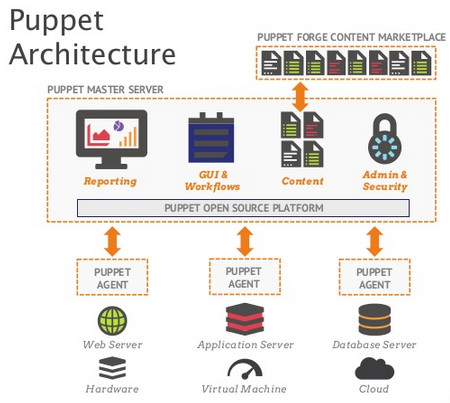 Puppet
Architecture
PUPPET FORGE CONTENT MARKETPLACE
PUPPET MASTER SERVER
Reporting
GUI &
Workflows
Content
Admin &
Security
PUPPET OPEN SOURCE PLATFORM
PUPPET
AGENT
PUPPET
AGENT
PUPPET
AGENT
Web Server
Application Server
Database Server
Hardware
Virtual Machine
Cloud